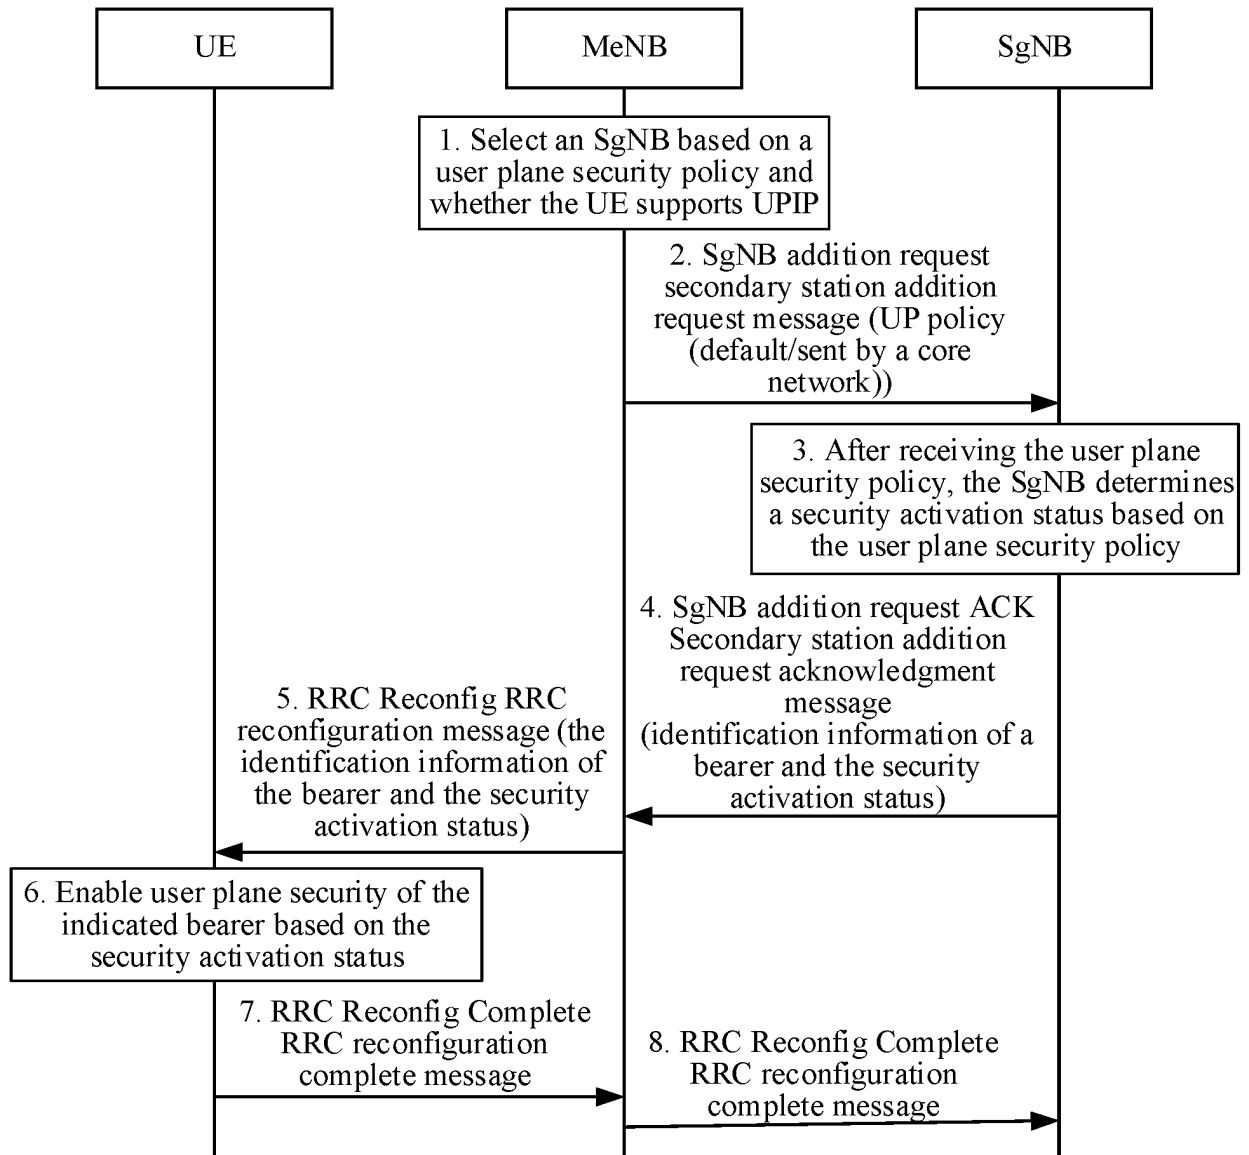 UE
MeNB
SgNB
1. Select an SgNB based on a
user plane security policy and
whether the UE supports UPIP
2. SgNB addition request
secondary station addition
request message (UP policy
(default/sent by a core
network))
3. After receiving the user plane
security policy, the SgNB determines
a security activation status based on
the user plane security policy
4. SgNB addition request ACK
Secondary station addition
request acknowledgment
message
(identification information of a
bearer and the security
activation status)
5. RRC Reconfig RRC
reconfiguration message (the
identification information of
the bearer and the security
activation status)
6. Enable user plane security of the
indicated bearer based on the
security activation status
7. RRC Reconfig Complete
RRC reconfiguration
complete message
8. RRC Reconfig Complete
RRC reconfiguration
complete message